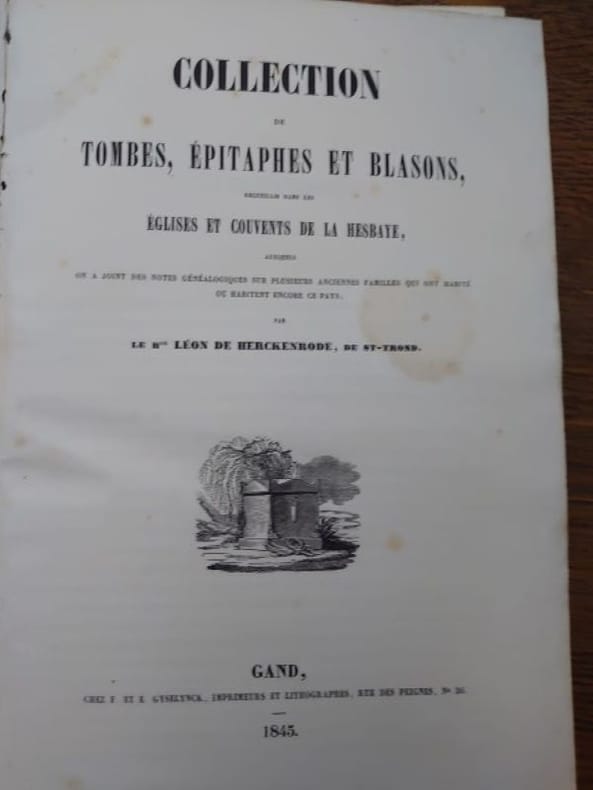 COLLECTION
DE
TOMBES, ÉPITAPHES ET BLASONS,
RECUEILLIS DANS LES
ÉGLISES ET COUVENTS DE LA HESBAYE,
AUXQUELS
ON A JOINT DES NOTES GÉNÉALOGIQUES SUR PLUSIEURS ANCIENNES FAMILLES QUI ONT HABITÉ
OU HABITENT ENCORE CE PAYS,
PAR
LE Bon LÉON DE HERCKENRODE, DE ST-TROND.
GAND,
CHEZ F. ET E. GYSELYNCK, IMPRIMEURS ET LITHOGRAPHES, RUE DES PEIGNES, No 26.
1845.